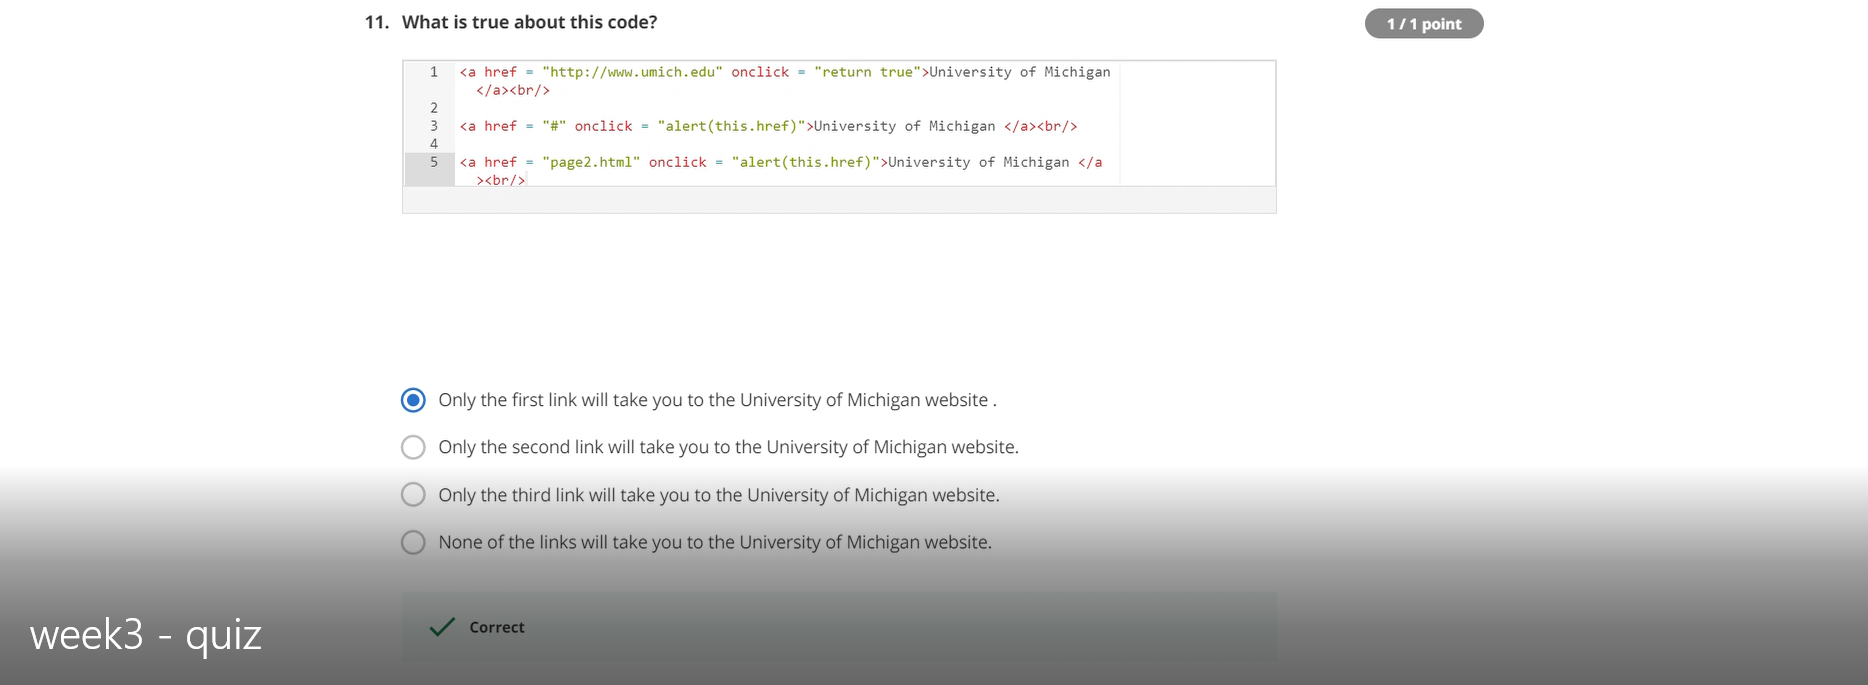 11. What is true about this code?
1 / 1 point
1 <a href = "http://www.umich.edu" onclick = "return true">University of Michigan
</a><br/>
2
3 <a href = "#" onclick = "alert(this.href)">University of Michigan </a><br/>
4
5 <a href = "page2.html" onclick = "alert(this.href)">University of Michigan </a
><br/>
Only the first link will take you to the University of Michigan website .
Only the second link will take you to the University of Michigan website.
Only the third link will take you to the University of Michigan website.
None of the links will take you to the University of Michigan website.
Correct
week3 - quiz